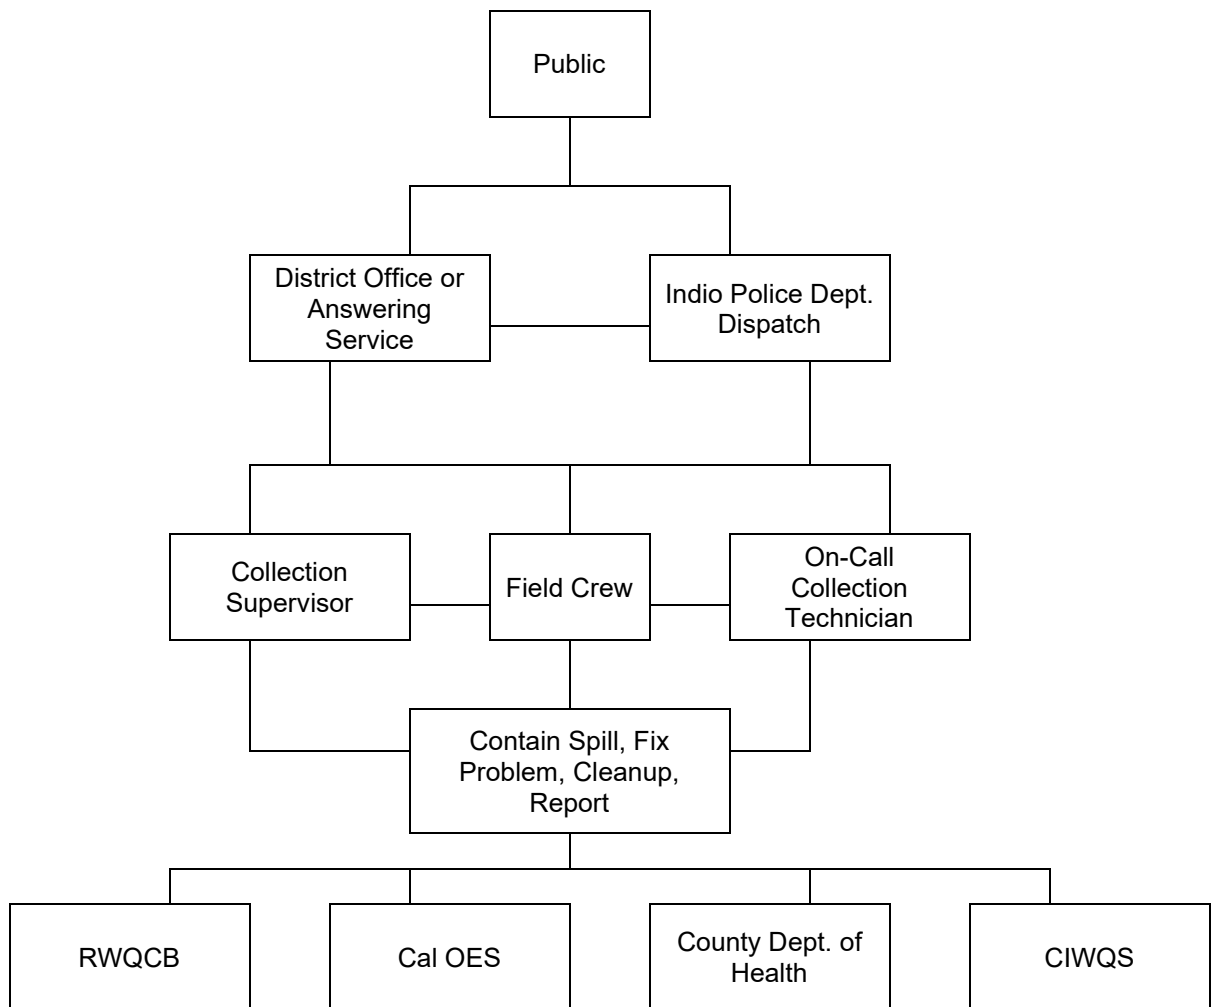 Public
District Office or
Answering
Service
Indio Police Dept.
Dispatch
Collection
Supervisor
Field Crew
On-Call
Collection
Technician
Contain Spill, Fix
Problem, Cleanup,
Report
RWQCB
Cal OES
County Dept. of
Health
CIWQS